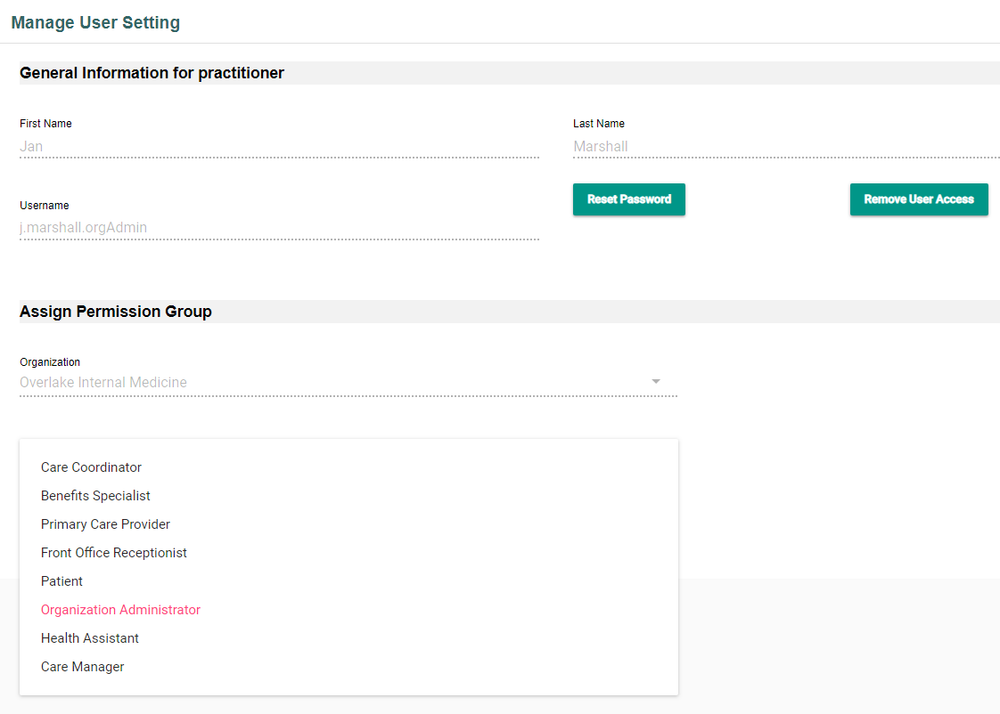 Manage User Setting
General Information for practitioner
First Name
Last Name
Jan
Marshall
Reset Password
Remove User Access
Username
j.marshall.orgAdmin
Assign Permission Group
Organization
Overlake Internal Medicine
Care Coordinator
Benefits Specialist
Primary Care Provider
Front Office Receptionist
Patient
Organization Administrator
Health Assistant
Care Manager